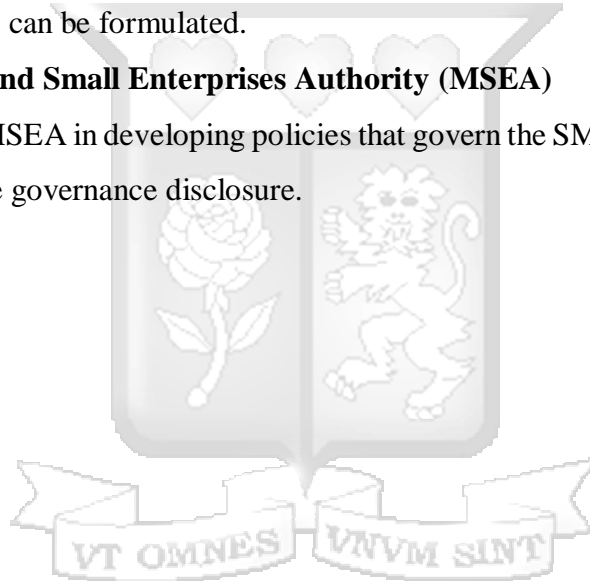 can be formulated.
nd Small Enterprises Authority (MSEA)
MSEA in developing policies that govern the SM
e governance disclosure.
VT OMNES VNVM SINT